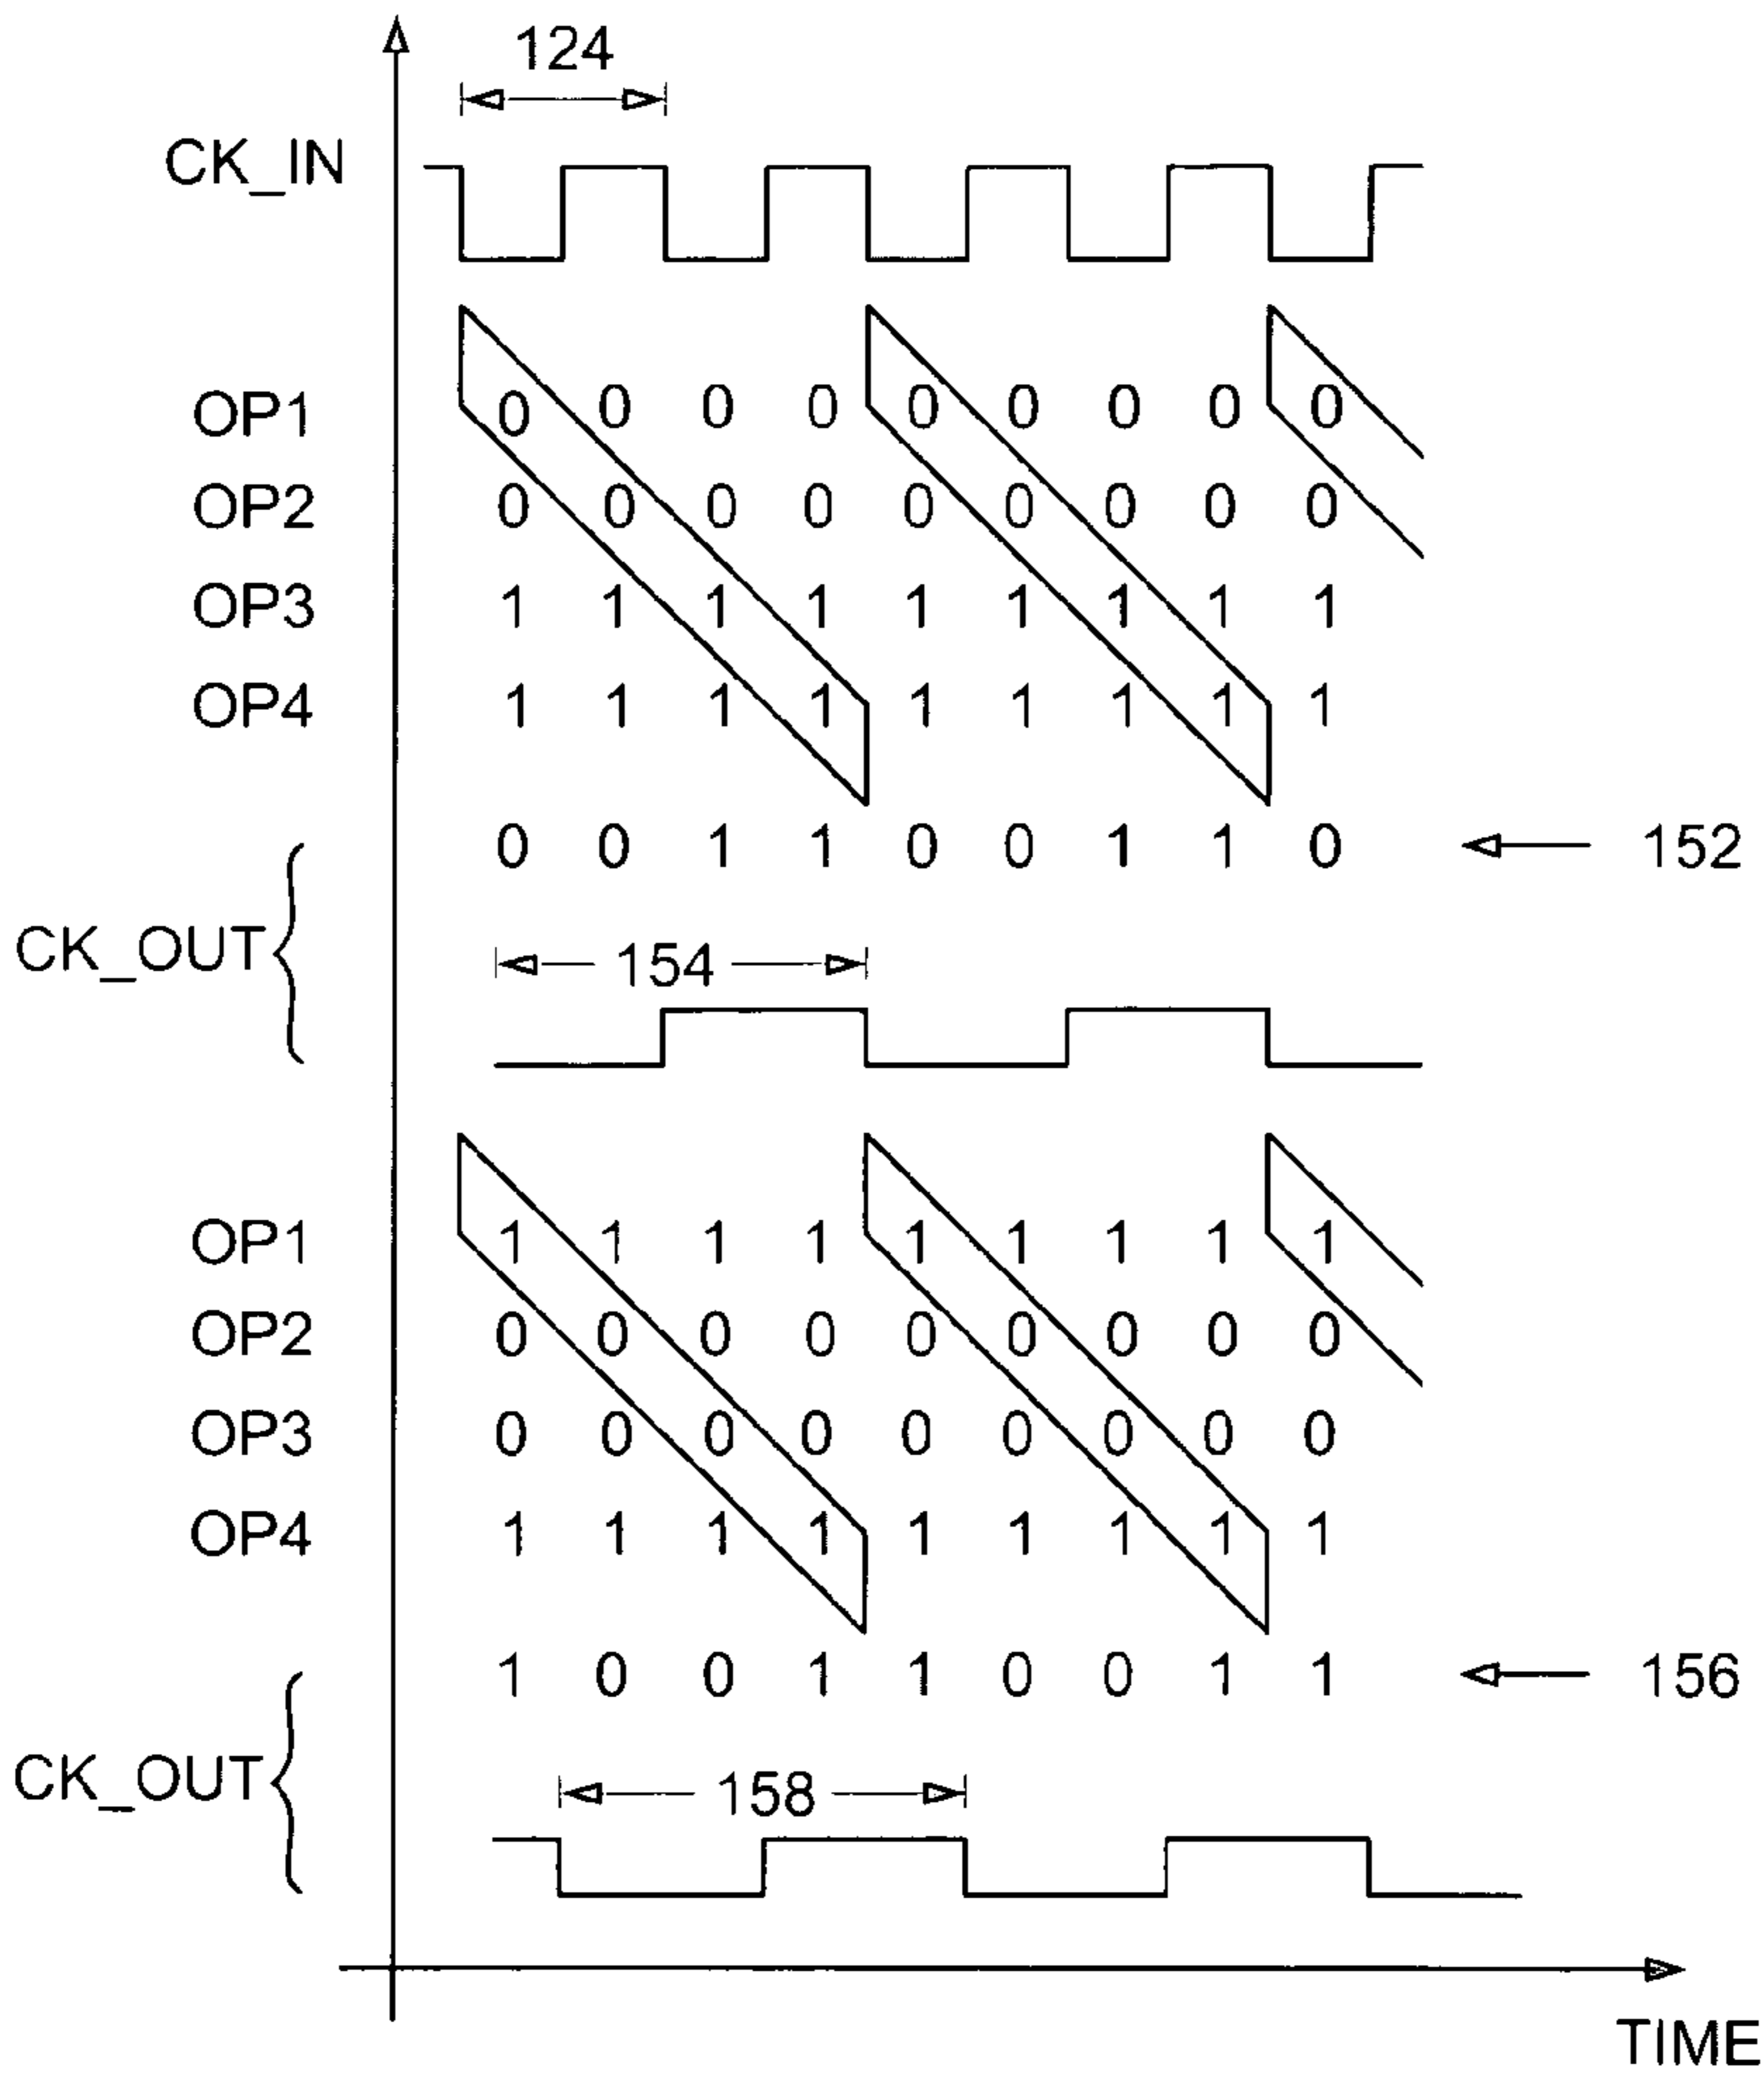 124
CK_IN
OP1 0 0 0 0 0 0 0 0 0
OP2 0 0 0 0 0 0 0 0 0
OP3 1 1 1 1 1 1 1 1 1
OP4 1 1 1 1 1 1 1 1 1
0 0 1 1 0 0 1 1 0 152
CK_OUT
154
OP1 1 1 1 1 1 1 1 1 1
OP2 0 0 0 0 0 0 0 0 0
OP3 0 0 0 0 0 0 0 0 0
OP4 1 1 1 1 1 1 1 1 1
1 0 0 1 1 0 0 1 1 156
CK_OUT
158
TIME